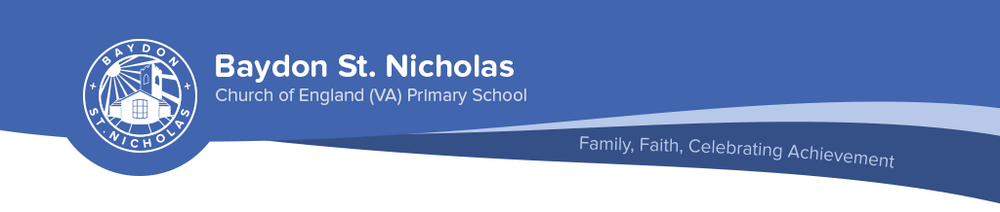 BAYDON
ST. NICHOLAS
Baydon St. Nicholas
Church of England (VA) Primary School
Family, Faith, Celebrating Achievement